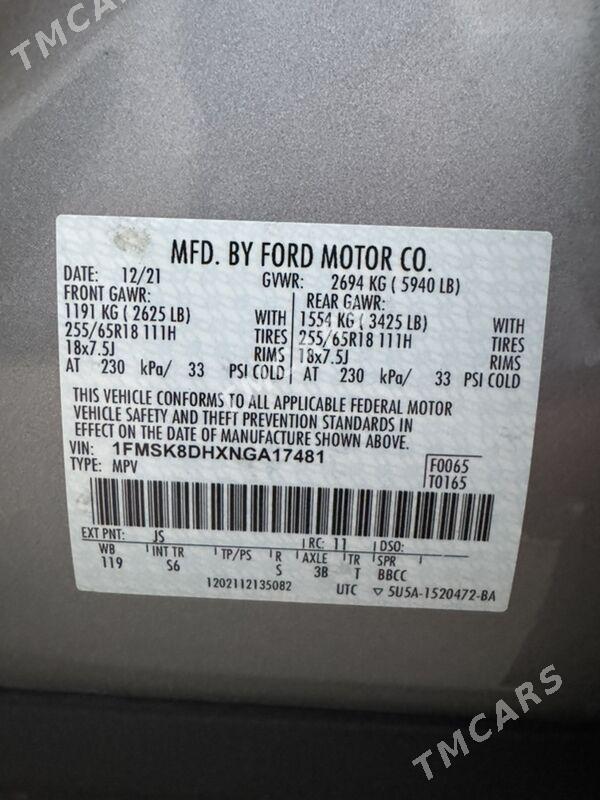 TMCARS
MFD. BY FORD MOTOR CO.
DATE: 12/21 GVWR: 2694 KG ( 5940 LB)
FRONT GAWR: REAR GAWR:
1191 KG ( 2625 LB) WITH 1554 KG ( 3425 LB) WITH
255/65R18 111H TIRES 255/65R18 111H TIRES
18x7.5J RIMS 18x7.5J RIMS
AT 230 kPa/ 33 PSI COLD AT 230 kPa/ 33 PSI COLD
THIS VEHICLE CONFORMS TO ALL APPLICABLE FEDERAL MOTOR
VEHICLE SAFETY AND THEFT PREVENTION STANDARDS IN
EFFECT ON THE DATE OF MANUFACTURE SHOWN ABOVE.
VIN: 1FMSK8DHXNGA17481 F0065
TYPE: MPV T0165
EXT PNT: JS RC: 11 DSO:
WB INT TR TP/PS R AXLE TR SPR
119 S6 S 3B T BBCC
1202112135082 UTC ▽ 5U5A-1520472-BA
TMCARS